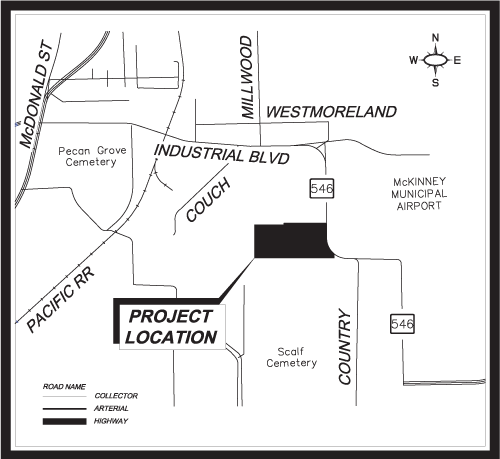 N
W E
S
McDONALD ST
MILLWOOD
WESTMORELAND
Pecan Grove
Cemetery
INDUSTRIAL BLVD
COUCH
546
McKINNEY
MUNICIPAL
AIRPORT
PACIFIC RR
PROJECT
LOCATION
546
Scalf
Cemetery
COUNTRY
ROAD NAME
COLLECTOR
ARTERIAL
HIGHWAY